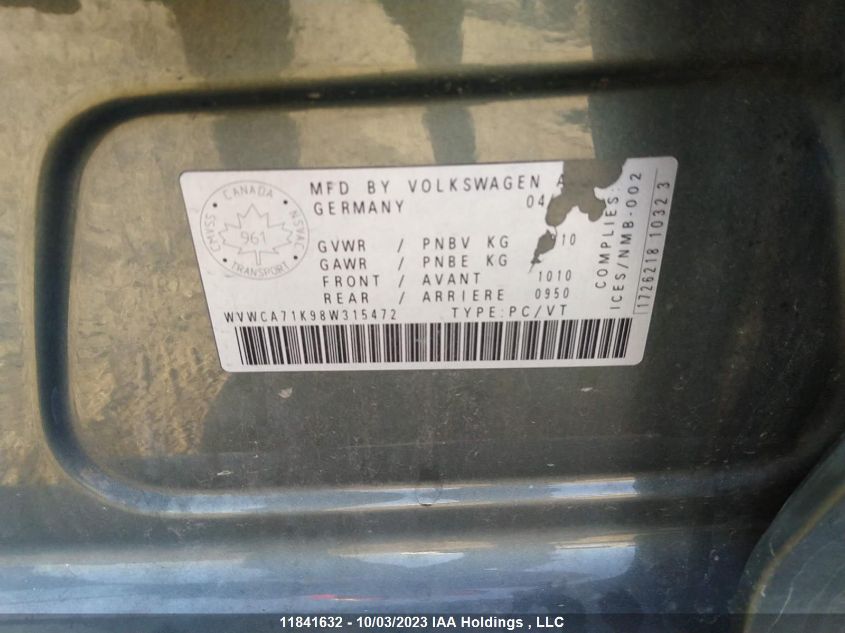 CANADA
CMVSS
NSVAC
961
TRANSPORT
MFD BY VOLKSWAGEN
GERMANY 04
GVWR / PNBV KG 10
GAWR / PNBE KG
FRONT / AVANT 1010
REAR / ARRIERE 0950
WVWCA71K98W315472 TYPE:PC/VT
COMPLIES:
ICES/NMB-002
1726218 1032 3
11841632 - 10/03/2023 IAA Holdings , LLC